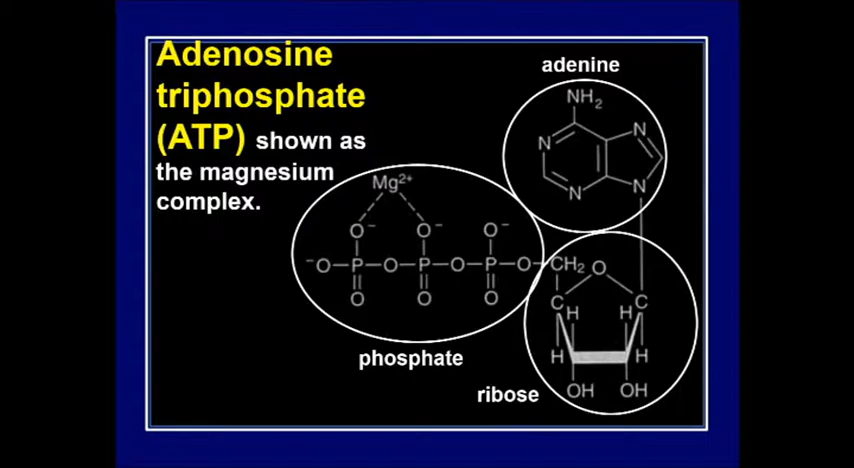 Adenosine
triphosphate
(ATP) shown as
the magnesium
complex.
adenine
NH₂
N N
N N
Mg²⁺
O⁻ O⁻ O⁻
⁻O—P—O—P—O—P—O—CH₂ O
O O O
C C
H H
H H
OH OH
phosphate
ribose